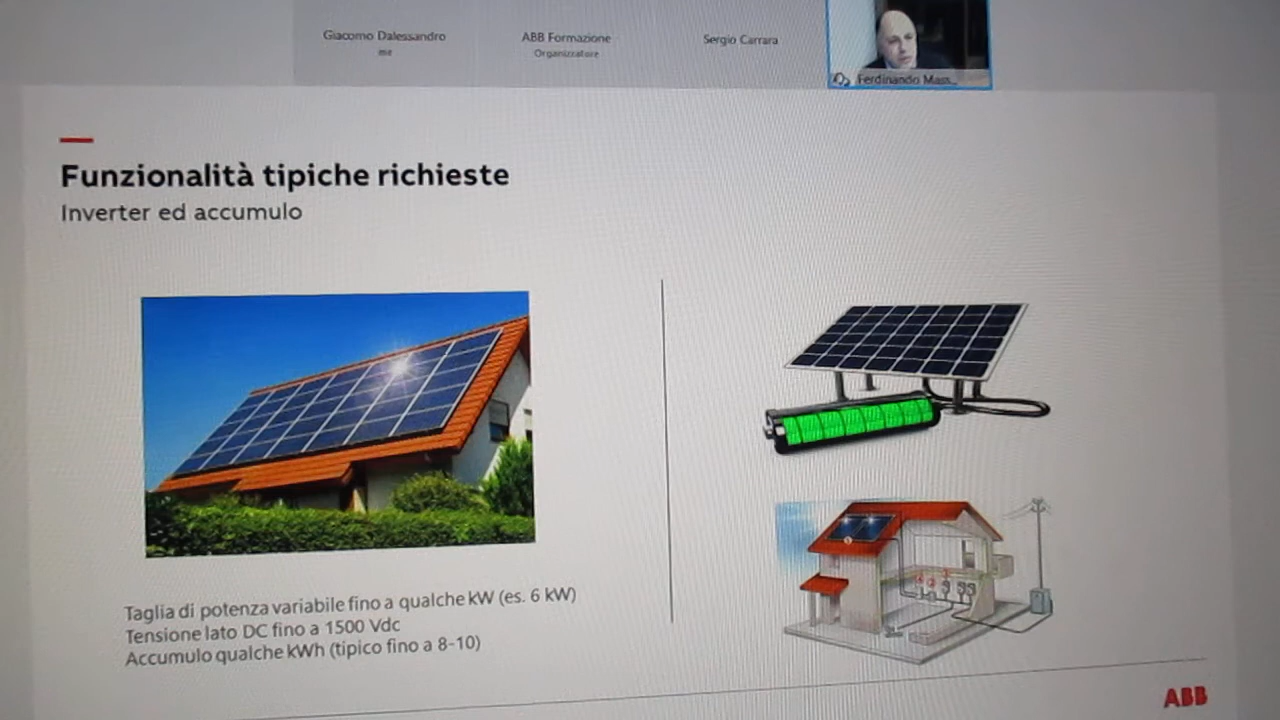 Giacomo Dalessandro
me
ABB Formazione
Organizzatore
Sergio Carrara
Ferdinando Mass...
Funzionalità tipiche richieste
Inverter ed accumulo
Taglia di potenza variabile fino a qualche kW (es. 6 kW)
Tensione lato DC fino a 1500 Vdc
Accumulo qualche kWh (tipico fino a 8-10)
ABB